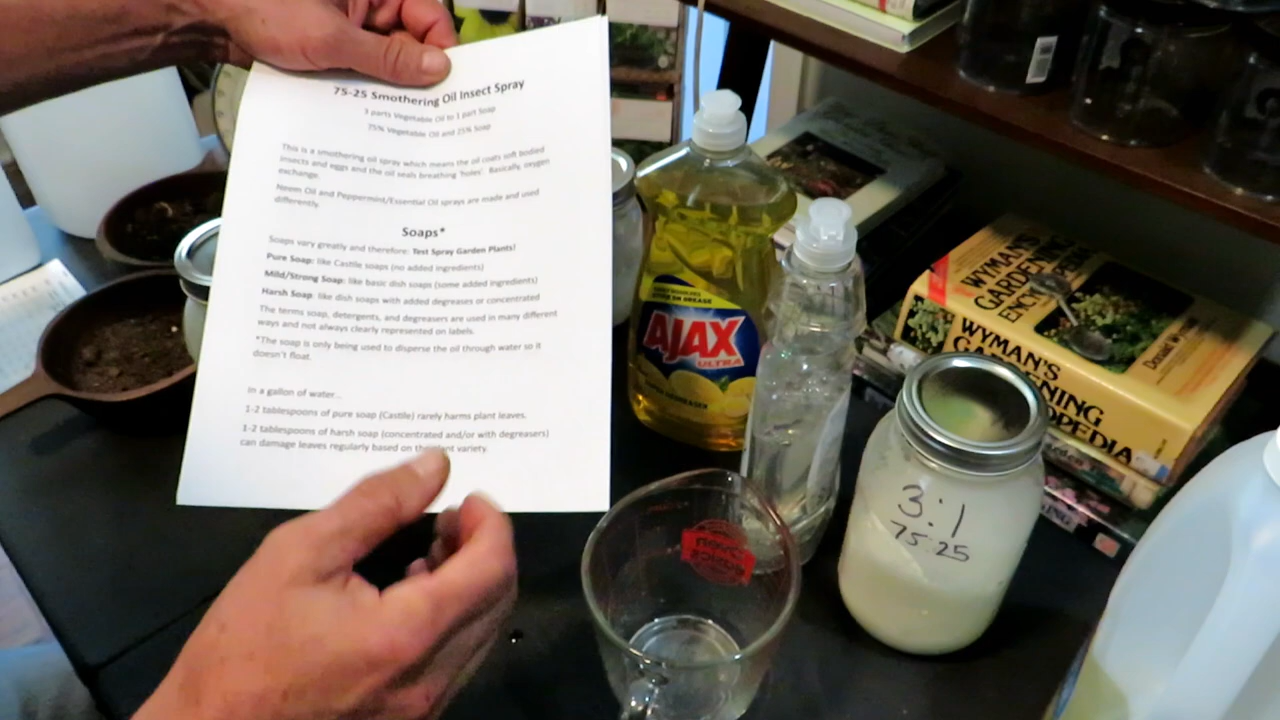 75-25 Smothering Oil Insect Spray
3 parts Vegetable Oil to 1 part Soap
75% Vegetable Oil and 25% Soap
This is a smothering oil spray which means the oil coats soft bodied
insects and eggs and the oil seals breathing 'holes'. Basically, oxygen
exchange.
Neem Oil and Peppermint/Essential Oil sprays are made and used
differently.
Soaps*
Soaps vary greatly and therefore: Test Spray Garden Plants!
Pure Soap: like Castile soaps (no added ingredients)
Mild/Strong Soap: like basic dish soaps (some added ingredients)
Harsh Soap: like dish soaps with added degreases or concentrated
The terms soap, detergents, and degreasers are used in many different
ways and not always clearly represented on labels.
*The soap is only being used to disperse the oil through water so it
doesn't float.
In a gallon of water...
1-2 tablespoons of pure soap (Castile) rarely harms plant leaves.
1-2 tablespoons of harsh soap (concentrated and/or with degreasers)
can damage leaves regularly based on the plant variety.
AJAX
ULTRA
3:1
75-25
WYMAN'S
GARDENING
Donald Wyman
WYMAN'S